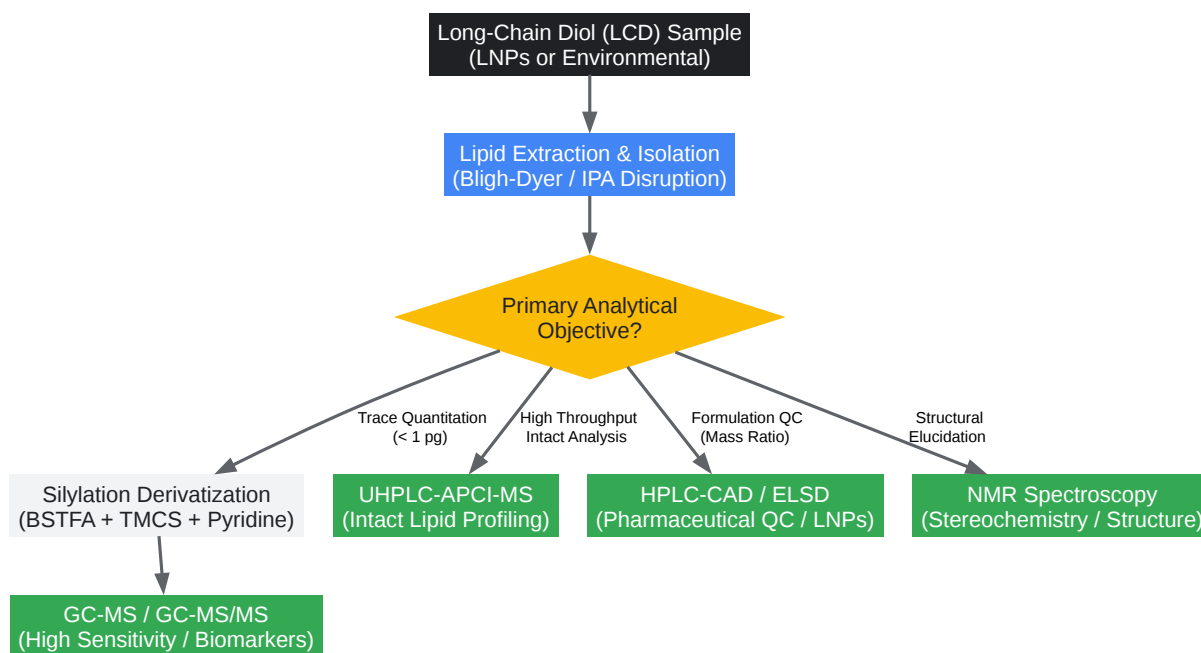 Long-Chain Diol (LCD) Sample
(LNPs or Environmental)
Lipid Extraction & Isolation
(Bligh-Dyer / IPA Disruption)
Primary Analytical
Objective?
Trace Quantitation
(< 1 pg)
High Throughput
Intact Analysis
Formulation QC
(Mass Ratio)
Structural
Elucidation
Silylation Derivatization
(BSTFA + TMCS + Pyridine)
UHPLC-APCI-MS
(Intact Lipid Profiling)
HPLC-CAD / ELSD
(Pharmaceutical QC / LNPs)
NMR Spectroscopy
(Stereochemistry / Structure)
GC-MS / GC-MS/MS
(High Sensitivity / Biomarkers)